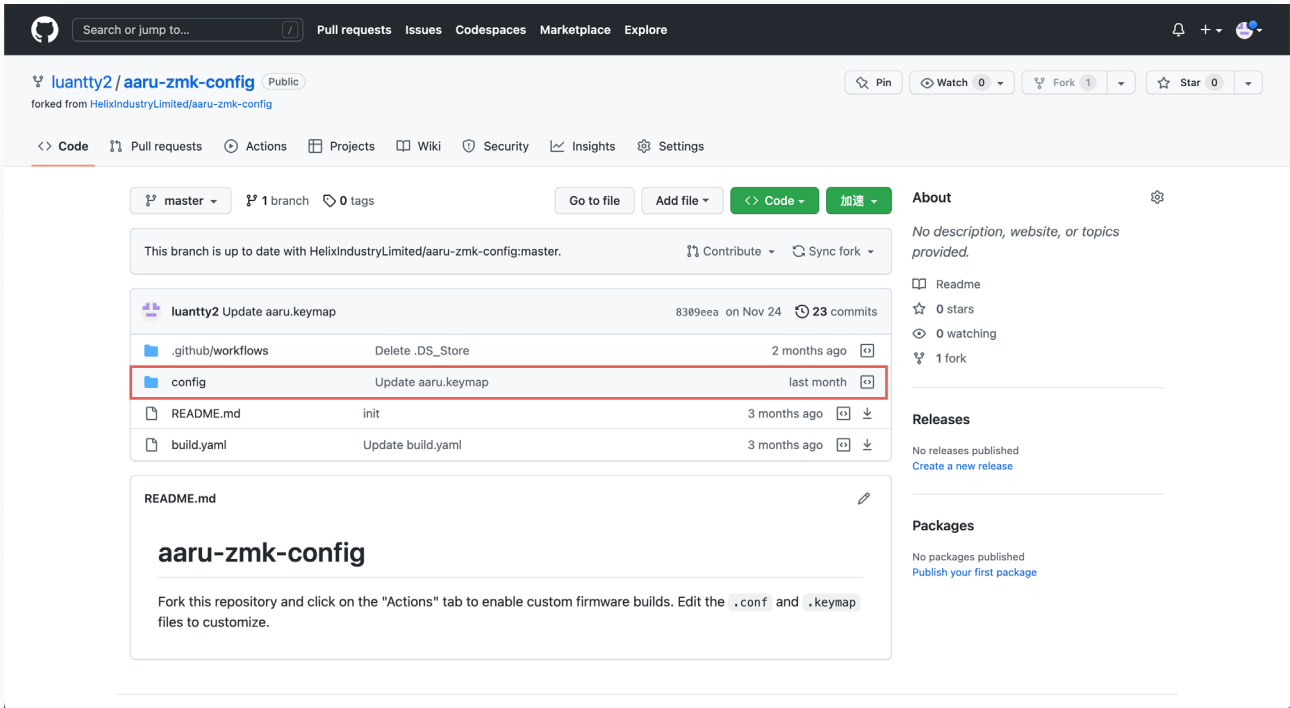 Search or jump to... / Pull requests Issues Codespaces Marketplace Explore
luantty2 / aaru-zmk-config Public
Pin Watch 0 Fork 1 Star 0
forked from HelixIndustryLimited/aaru-zmk-config
Code Pull requests Actions Projects Wiki Security Insights Settings
master 1 branch 0 tags Go to file Add file Code 加速
This branch is up to date with HelixIndustryLimited/aaru-zmk-config:master. Contribute Sync fork
luantty2 Update aaru.keymap 8309eea on Nov 24 23 commits
.github/workflows Delete .DS_Store 2 months ago
config Update aaru.keymap last month
README.md init 3 months ago
build.yaml Update build.yaml 3 months ago
README.md
aaru-zmk-config
Fork this repository and click on the "Actions" tab to enable custom firmware builds. Edit the .conf and .keymap
files to customize.
About
No description, website, or topics
provided.
Readme
0 stars
0 watching
1 fork
Releases
No releases published
Create a new release
Packages
No packages published
Publish your first package